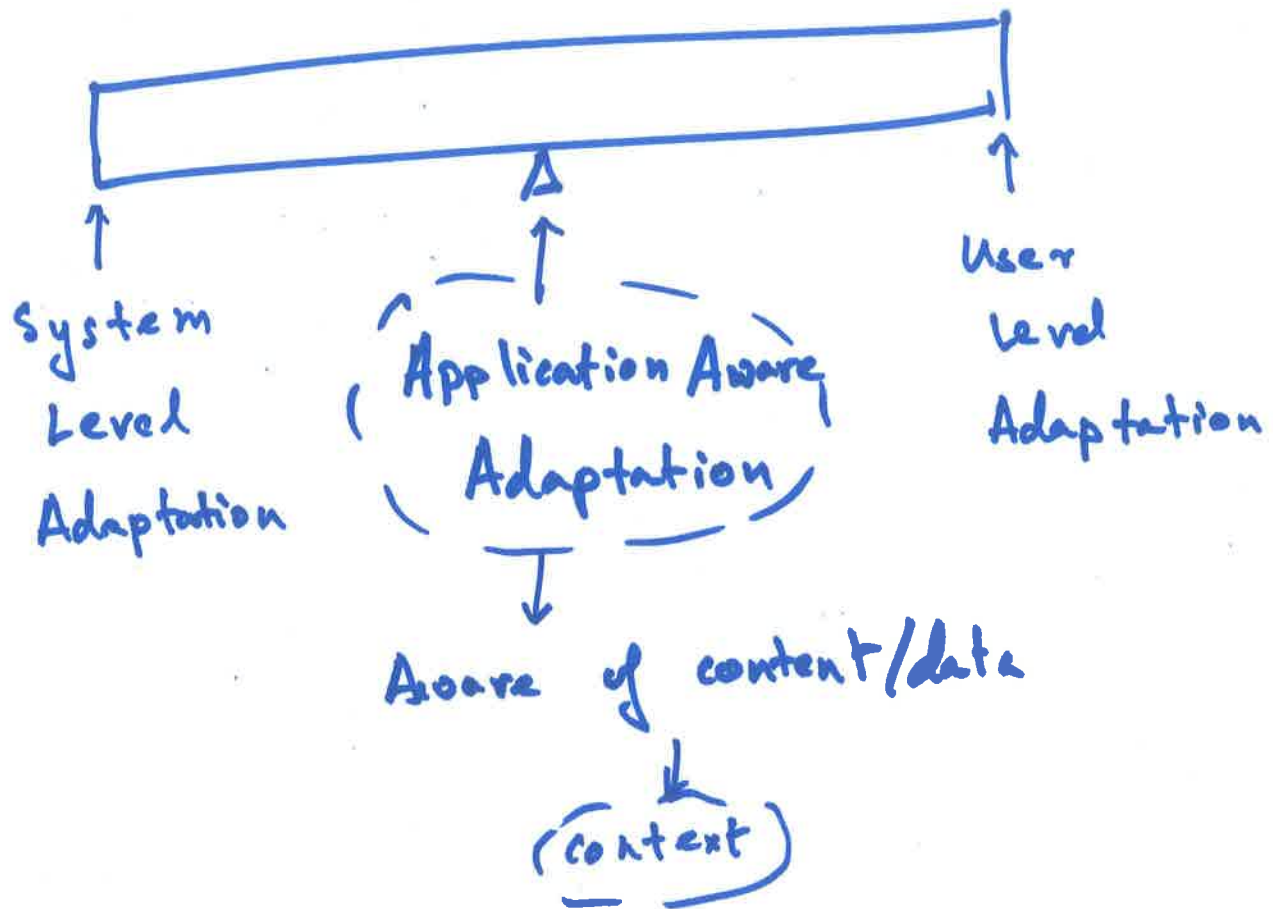 System
Level
Adaptation
Application Aware
Adaptation
User
Level
Adaptation
Aware of content/data
context